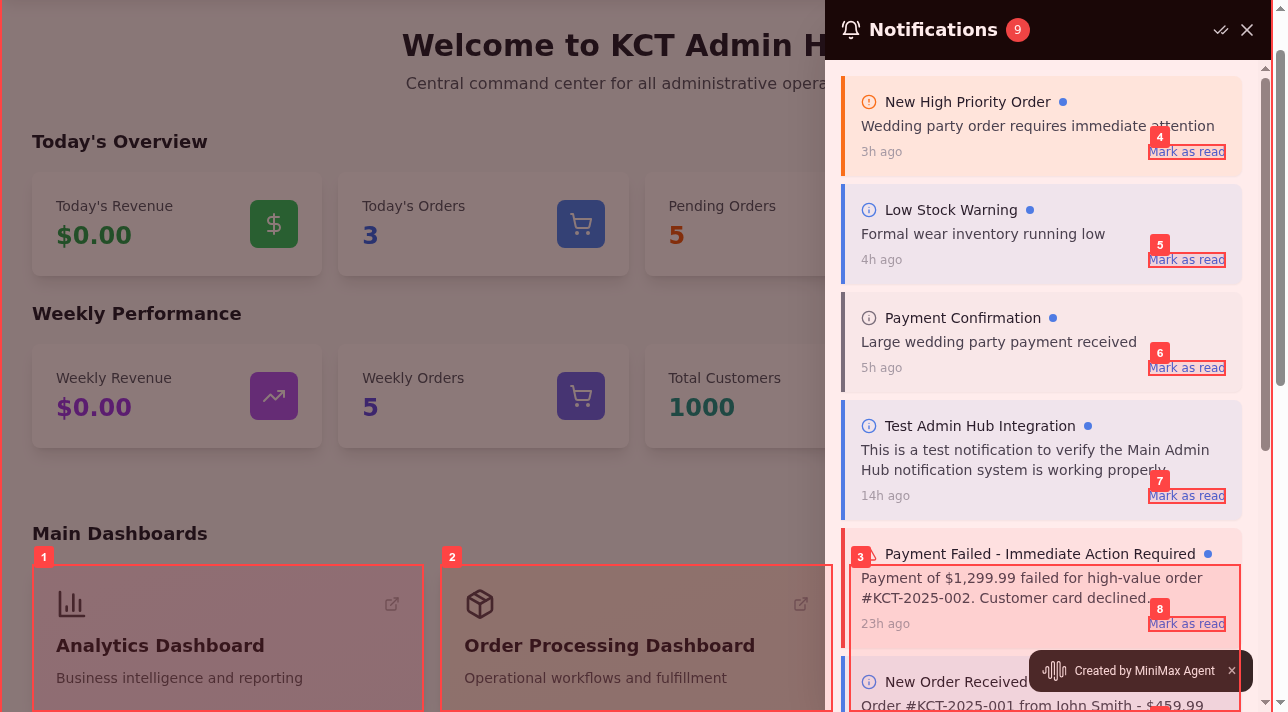 Welcome to KCT Admin H
Central command center for all administrative opera
Today's Overview
Today's Revenue
$0.00
Today's Orders
3
Pending Orders
5
Weekly Performance
Weekly Revenue
$0.00
Weekly Orders
5
Total Customers
1000
Main Dashboards
1
Analytics Dashboard
Business intelligence and reporting
2
Order Processing Dashboard
Operational workflows and fulfillment
3
Notifications 9
New High Priority Order
Wedding party order requires immediate attention
3h ago
4
Mark as read
Low Stock Warning
Formal wear inventory running low
4h ago
5
Mark as read
Payment Confirmation
Large wedding party payment received
5h ago
6
Mark as read
Test Admin Hub Integration
This is a test notification to verify the Main Admin
Hub notification system is working properly.
14h ago
7
Mark as read
Payment Failed - Immediate Action Required
Payment of $1,299.99 failed for high-value order
#KCT-2025-002. Customer card declined.
23h ago
8
Mark as read
New Order Received
Order #KCT-2025-001 from John Smith - $459.99
Created by MiniMax Agent ×